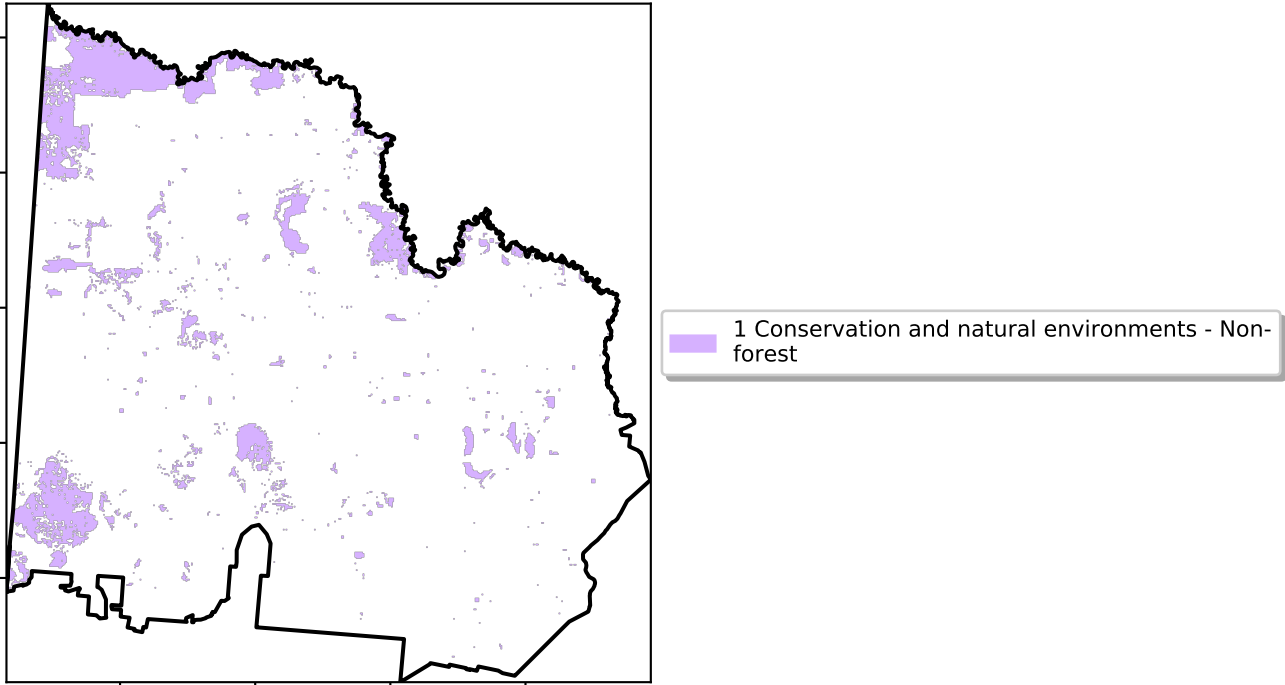 1 Conservation and natural environments - Non-
forest